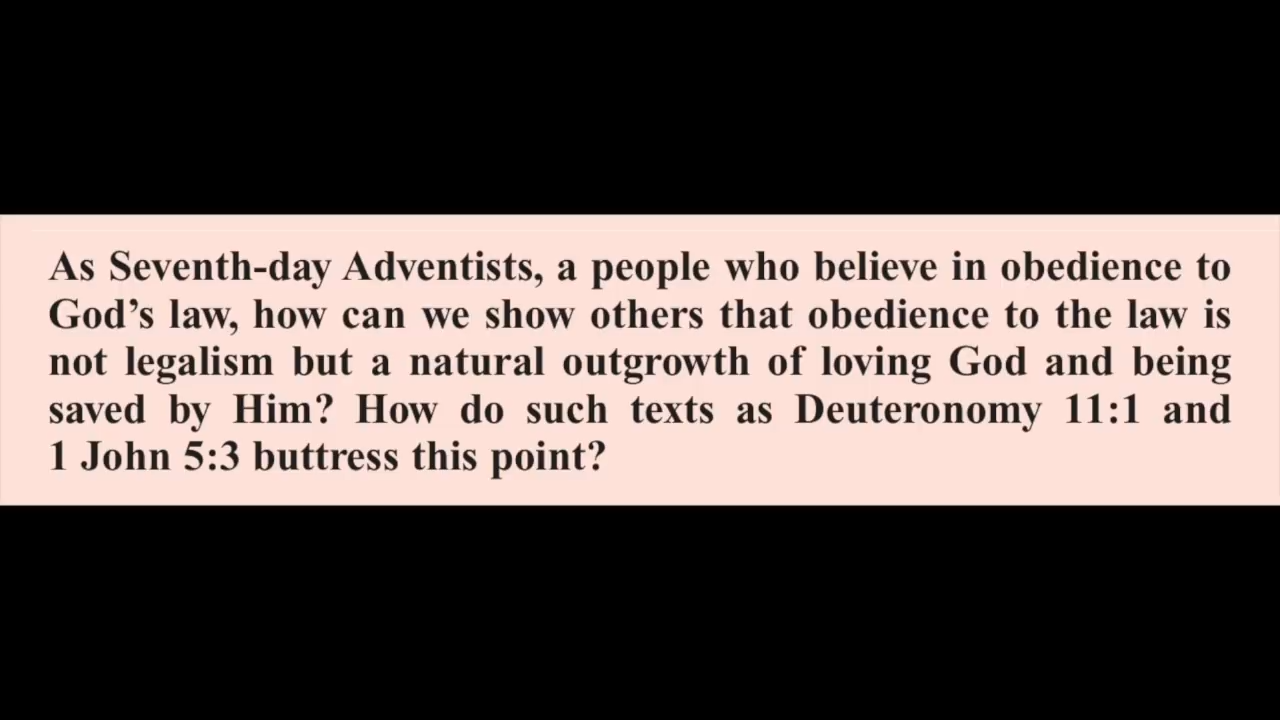 As Seventh-day Adventists, a people who believe in obedience to
God’s law, how can we show others that obedience to the law is
not legalism but a natural outgrowth of loving God and being
saved by Him? How do such texts as Deuteronomy 11:1 and
1 John 5:3 buttress this point?